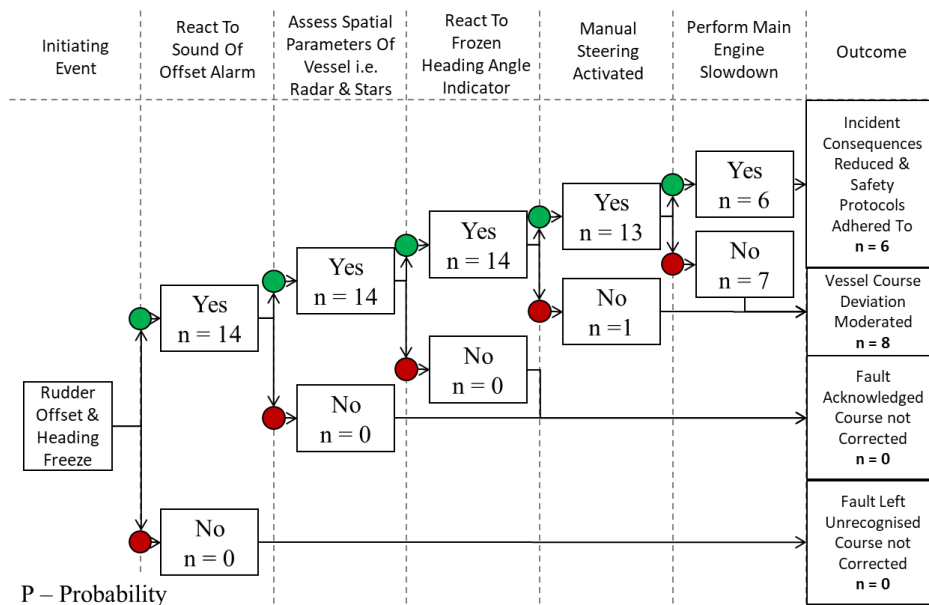 Initiating
Event
React To
Sound Of
Offset Alarm
Assess Spatial
Parameters Of
Vessel i.e.
Radar & Stars
React To
Frozen
Heading Angle
Indicator
Manual
Steering
Activated
Perform Main
Engine
Slowdown
Outcome
Rudder
Offset &
Heading
Freeze
Yes
n = 14
No
n = 0
Yes
n = 14
No
n = 0
Yes
n = 14
No
n = 0
Yes
n = 13
No
n =1
Yes
n = 6
No
n = 7
Incident
Consequences
Reduced &
Safety
Protocols
Adhered To
n = 6
Vessel Course
Deviation
Moderated
n = 8
Fault
Acknowledged
Course not
Corrected
n = 0
Fault Left
Unrecognised
Course not
Corrected
n = 0
P – Probability